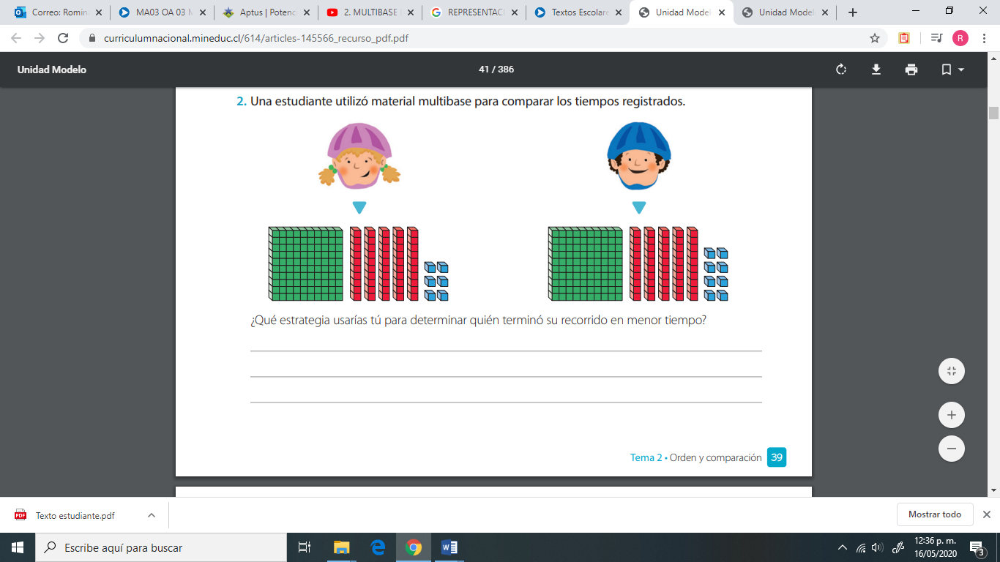 Correo: Romin
MA03 OA 03 M
Aptus | Potenc
2. MULTIBASE
REPRESENTAC
Textos Escolare
Unidad Model
Unidad Model
curriculumnacional.mineduc.cl/614/articles-145566_recurso_pdf.pdf
R
Unidad Modelo
41 / 386
2. Una estudiante utilizó material multibase para comparar los tiempos registrados.
¿Qué estrategia usarías tú para determinar quién terminó su recorrido en menor tiempo?
Tema 2 • Orden y comparación 39
PDF
Texto estudiante.pdf
Mostrar todo
Escribe aquí para buscar
12:36 p. m.
16/05/2020
3